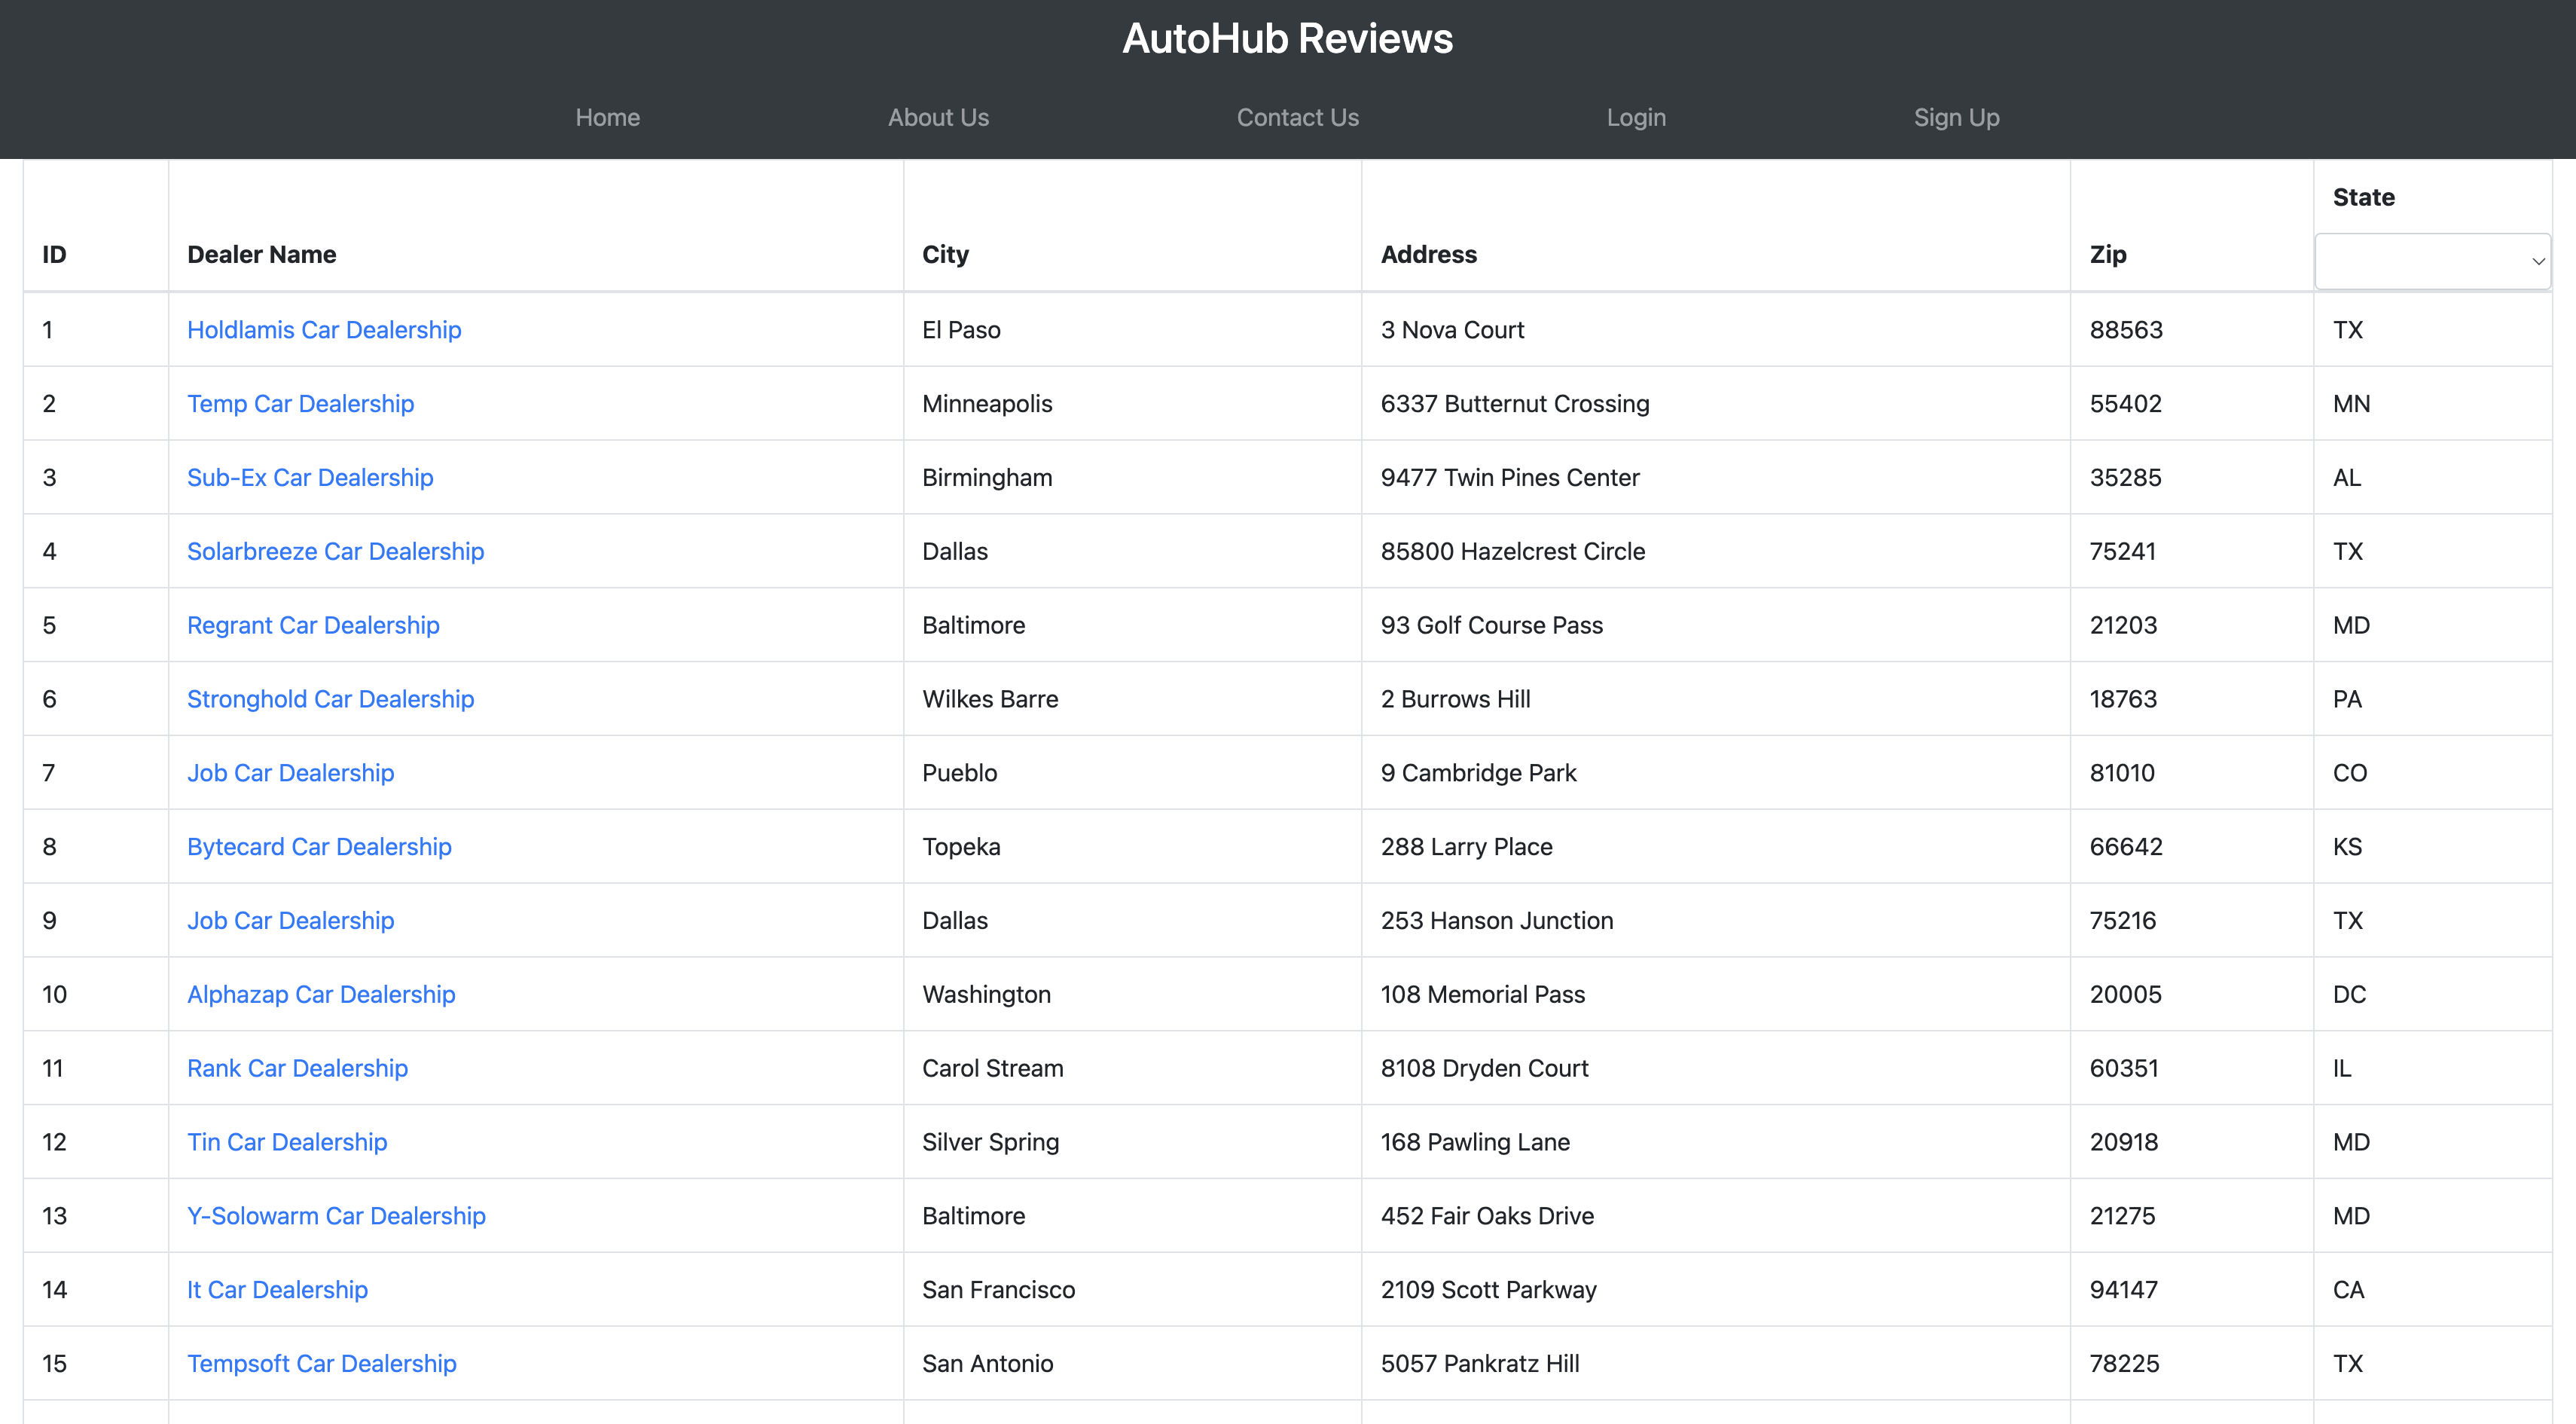 AutoHub Reviews
Home About Us Contact Us Login Sign Up
ID Dealer Name City Address Zip State
1 Holdlamis Car Dealership El Paso 3 Nova Court 88563 TX
2 Temp Car Dealership Minneapolis 6337 Butternut Crossing 55402 MN
3 Sub-Ex Car Dealership Birmingham 9477 Twin Pines Center 35285 AL
4 Solarbreeze Car Dealership Dallas 85800 Hazelcrest Circle 75241 TX
5 Regrant Car Dealership Baltimore 93 Golf Course Pass 21203 MD
6 Stronghold Car Dealership Wilkes Barre 2 Burrows Hill 18763 PA
7 Job Car Dealership Pueblo 9 Cambridge Park 81010 CO
8 Bytecard Car Dealership Topeka 288 Larry Place 66642 KS
9 Job Car Dealership Dallas 253 Hanson Junction 75216 TX
10 Alphazap Car Dealership Washington 108 Memorial Pass 20005 DC
11 Rank Car Dealership Carol Stream 8108 Dryden Court 60351 IL
12 Tin Car Dealership Silver Spring 168 Pawling Lane 20918 MD
13 Y-Solowarm Car Dealership Baltimore 452 Fair Oaks Drive 21275 MD
14 It Car Dealership San Francisco 2109 Scott Parkway 94147 CA
15 Tempsoft Car Dealership San Antonio 5057 Pankratz Hill 78225 TX